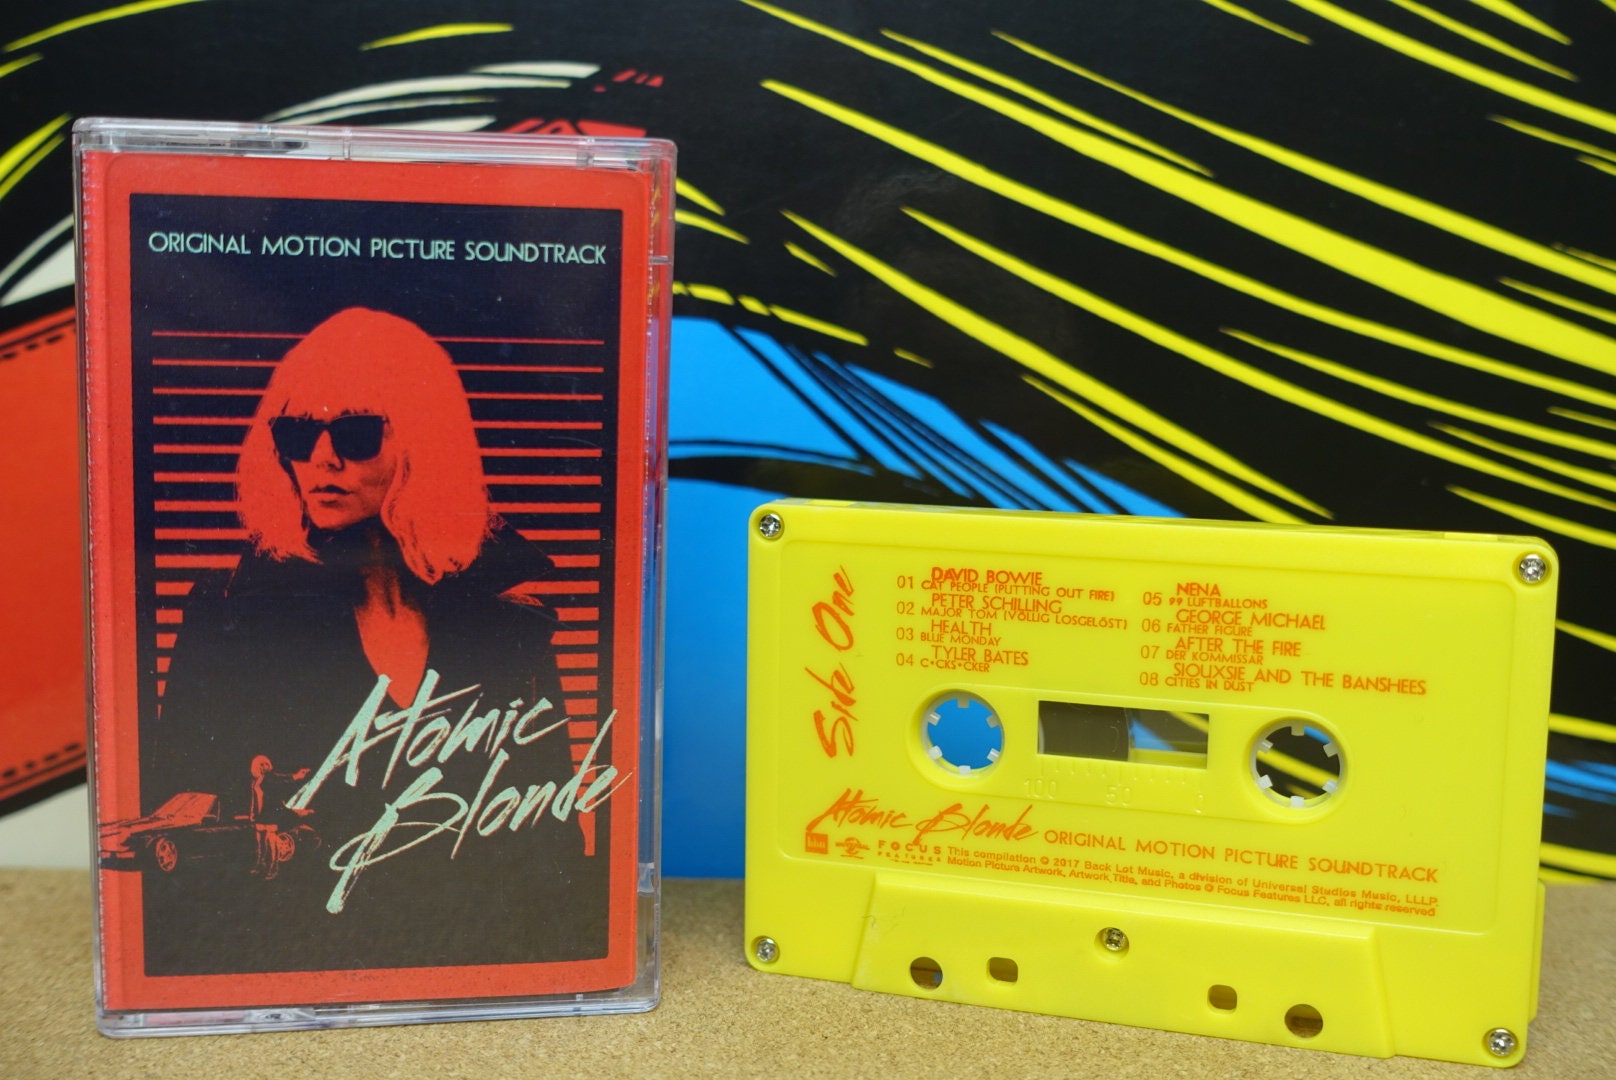 ORIGINAL MOTION PICTURE SOUNDTRACK
Atomic
Blonde
Side One
01 DAVID BOWIE
CAT PEOPLE [PUTTING OUT FIRE]
02 PETER SCHILLING
MAJOR TOM [VÖLLIG LOSGELÖST]
03 HEALTH
BLUE MONDAY
04 TYLER BATES
C•CKS•CKER
05 NENA
99 LUFTBALLONS
06 GEORGE MICHAEL
FATHER FIGURE
07 AFTER THE FIRE
DER KOMMISSAR
08 SIOUXSIE AND THE BANSHEES
CITIES IN DUST
100 50 0
Atomic Blonde ORIGINAL MOTION PICTURE SOUNDTRACK
FOCUS
FEATURES
This compilation ℗ 2017 Back Lot Music, a division of Universal Studios Music, LLLP.
Motion Picture Artwork, Artwork Title, and Photos © Focus Features LLC, all rights reserved